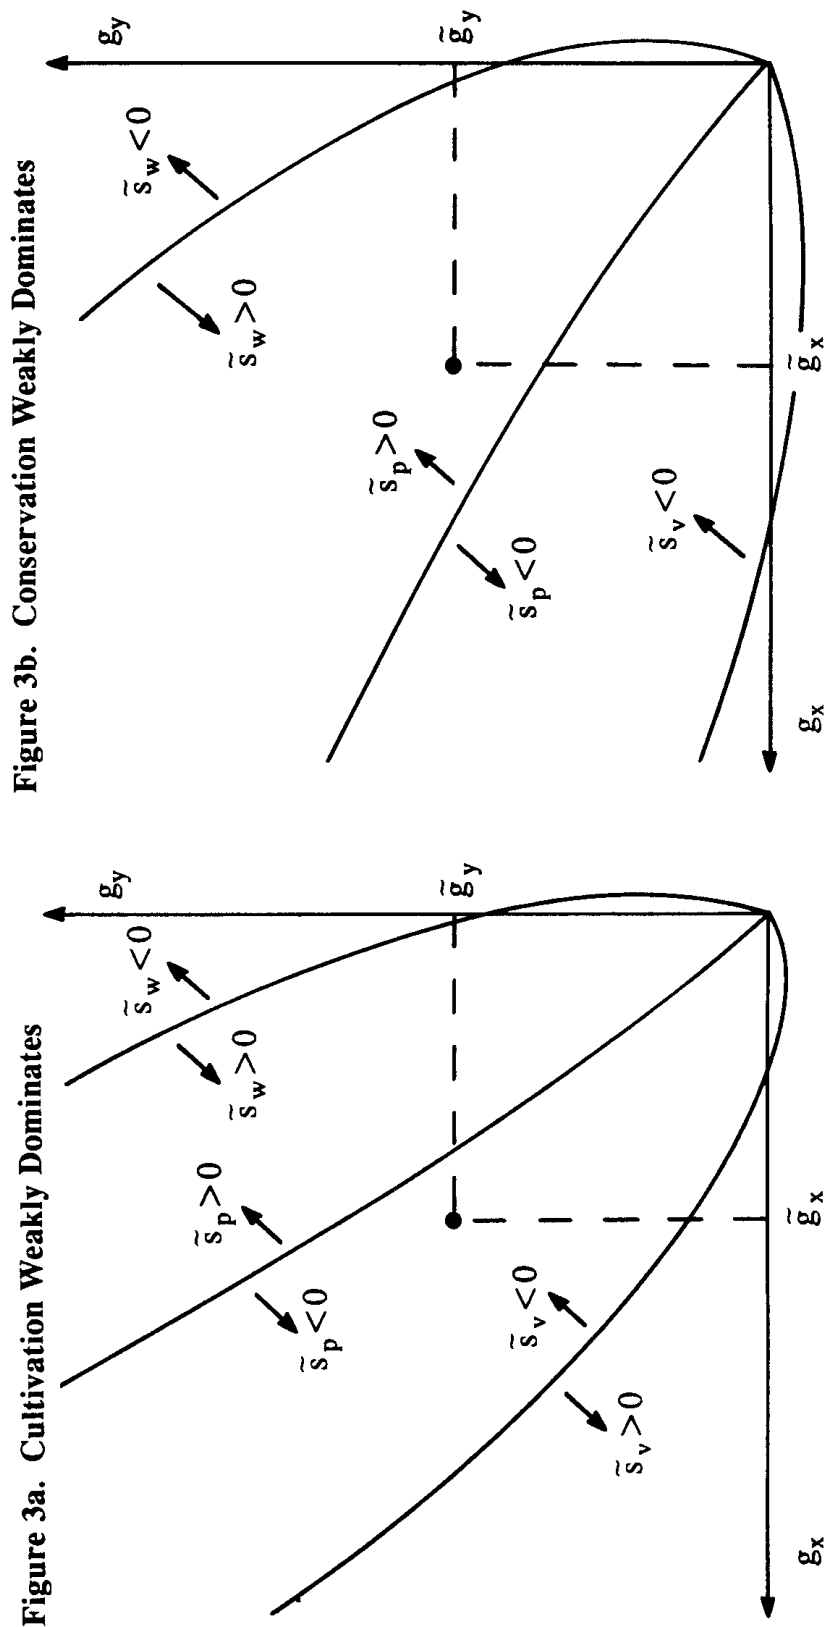 Figure 3a. Cultivation Weakly Dominates
g_x
g̃_x
g_y
g̃_y
s̃_v>0
s̃_v<0
s̃_p<0
s̃_p>0
s̃_w>0
s̃_w<0
Figure 3b. Conservation Weakly Dominates
g_x
g̃_x
g_y
g̃_y
s̃_v<0
s̃_p<0
s̃_p>0
s̃_w>0
s̃_w<0